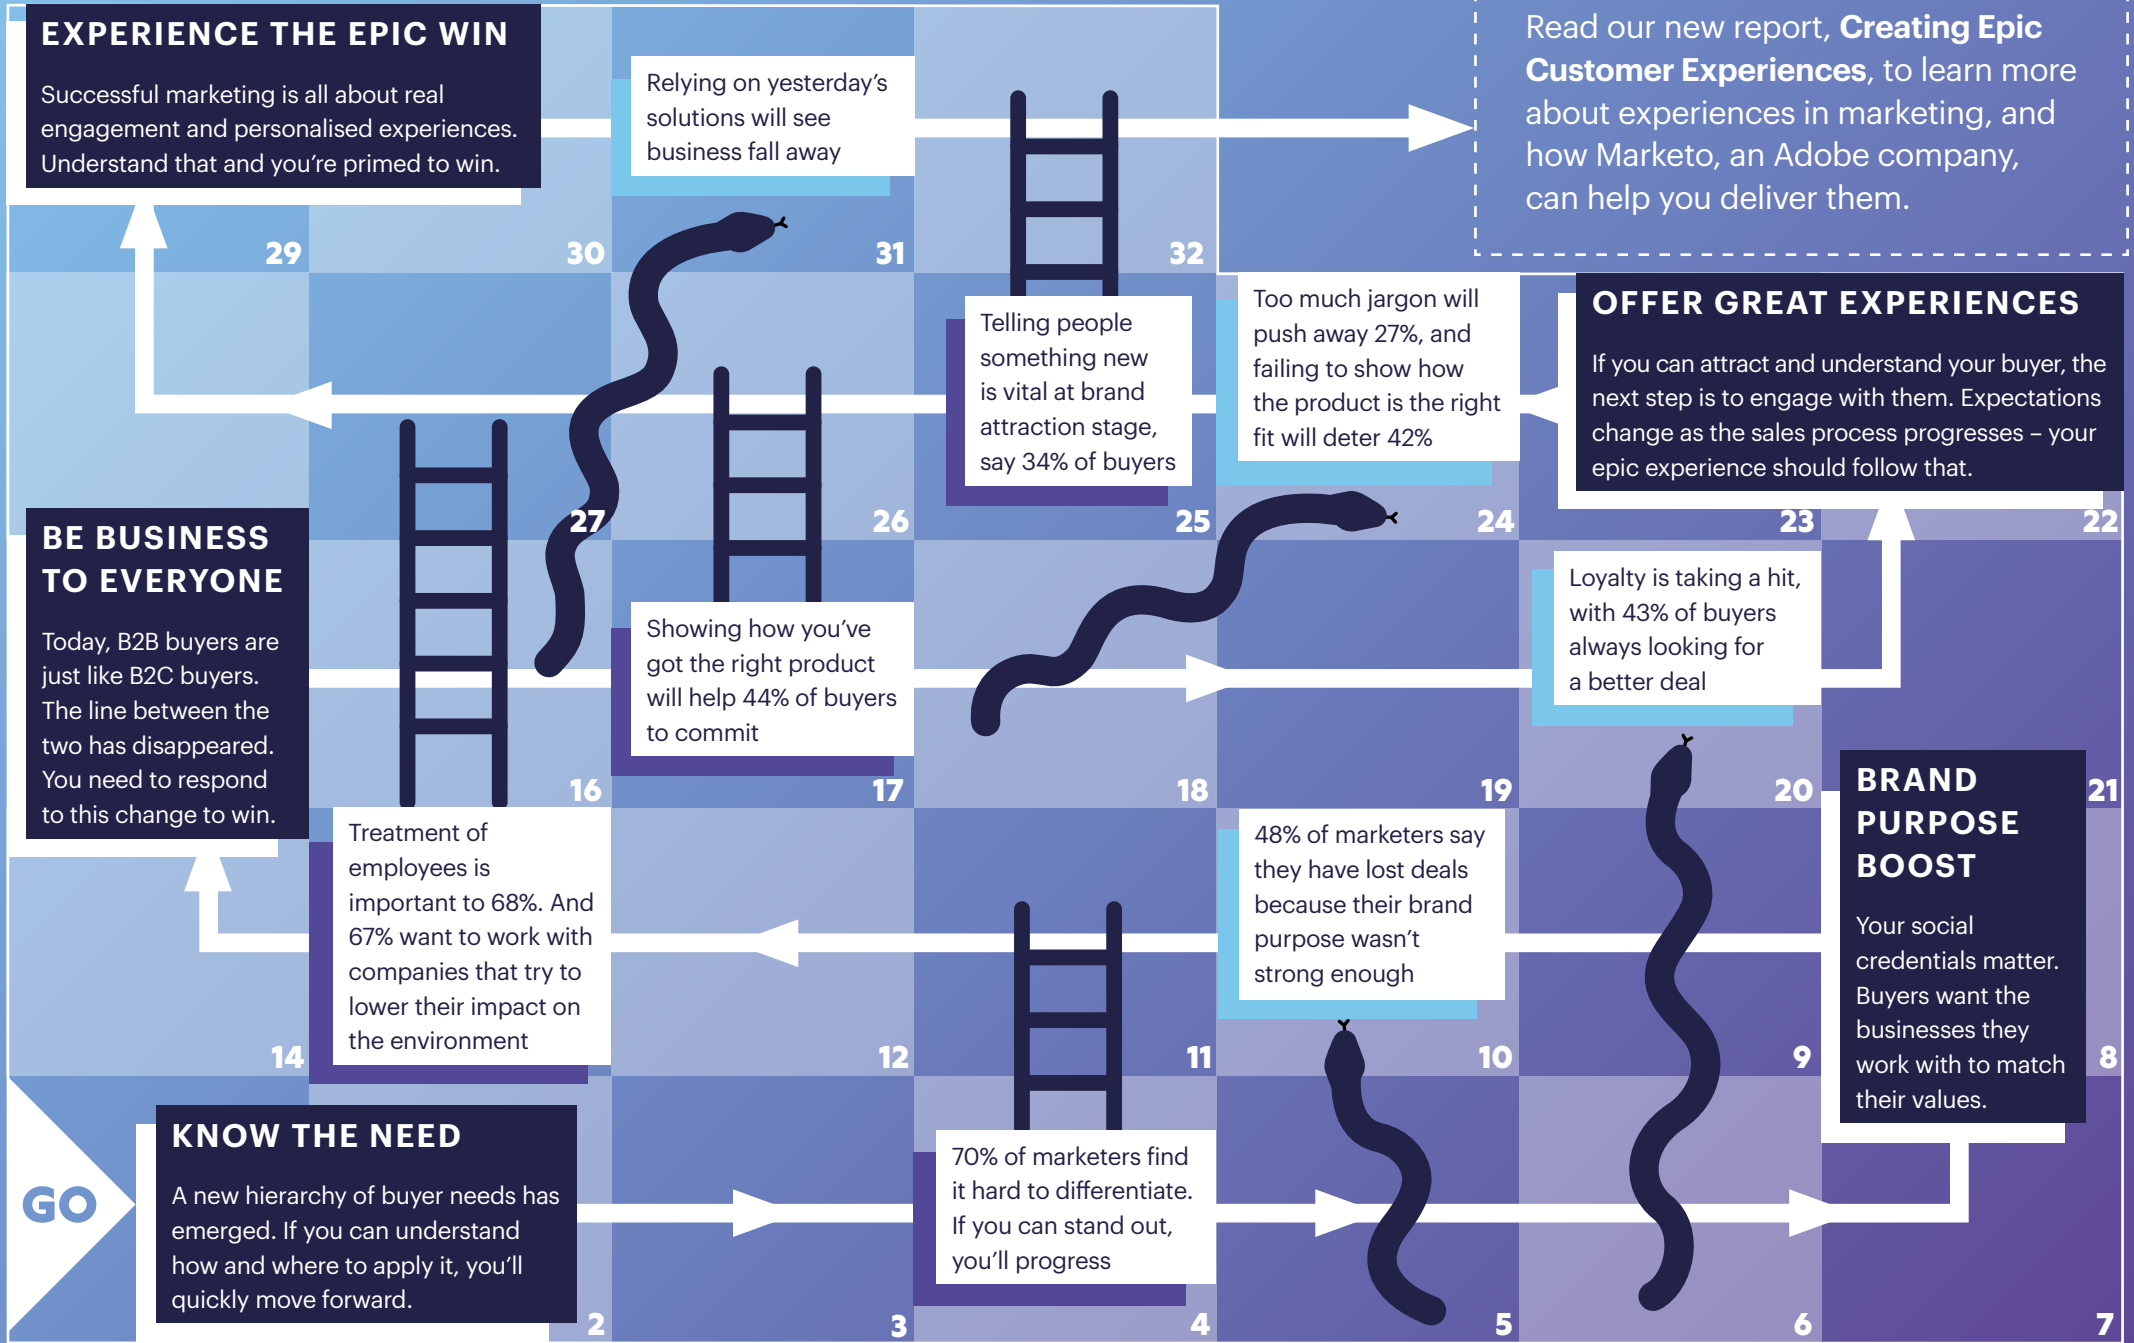 EXPERIENCE THE EPIC WIN
Successful marketing is all about real
engagement and personalised experiences.
Understand that and you're primed to win.
Relying on yesterday's
solutions will see
business fall away
Read our new report, Creating Epic
Customer Experiences, to learn more
about experiences in marketing, and
how Marketo, an Adobe company,
can help you deliver them.
29
30
31
32
Telling people
something new
is vital at brand
attraction stage,
say 34% of buyers
Too much jargon will
push away 27%, and
failing to show how
the product is the right
fit will deter 42%
OFFER GREAT EXPERIENCES
If you can attract and understand your buyer, the
next step is to engage with them. Expectations
change as the sales process progresses – your
epic experience should follow that.
27
26
25
24
23
22
BE BUSINESS
TO EVERYONE
Today, B2B buyers are
just like B2C buyers.
The line between the
two has disappeared.
You need to respond
to this change to win.
Showing how you've
got the right product
will help 44% of buyers
to commit
Loyalty is taking a hit,
with 43% of buyers
always looking for
a better deal
16
17
18
19
20
21
Treatment of
employees is
important to 68%. And
67% want to work with
companies that try to
lower their impact on
the environment
48% of marketers say
they have lost deals
because their brand
purpose wasn't
strong enough
BRAND
PURPOSE
BOOST
Your social
credentials matter.
Buyers want the
businesses they
work with to match
their values.
14
12
11
10
9
8
GO
KNOW THE NEED
A new hierarchy of buyer needs has
emerged. If you can understand
how and where to apply it, you'll
quickly move forward.
70% of marketers find
it hard to differentiate.
If you can stand out,
you'll progress
2
3
4
5
6
7